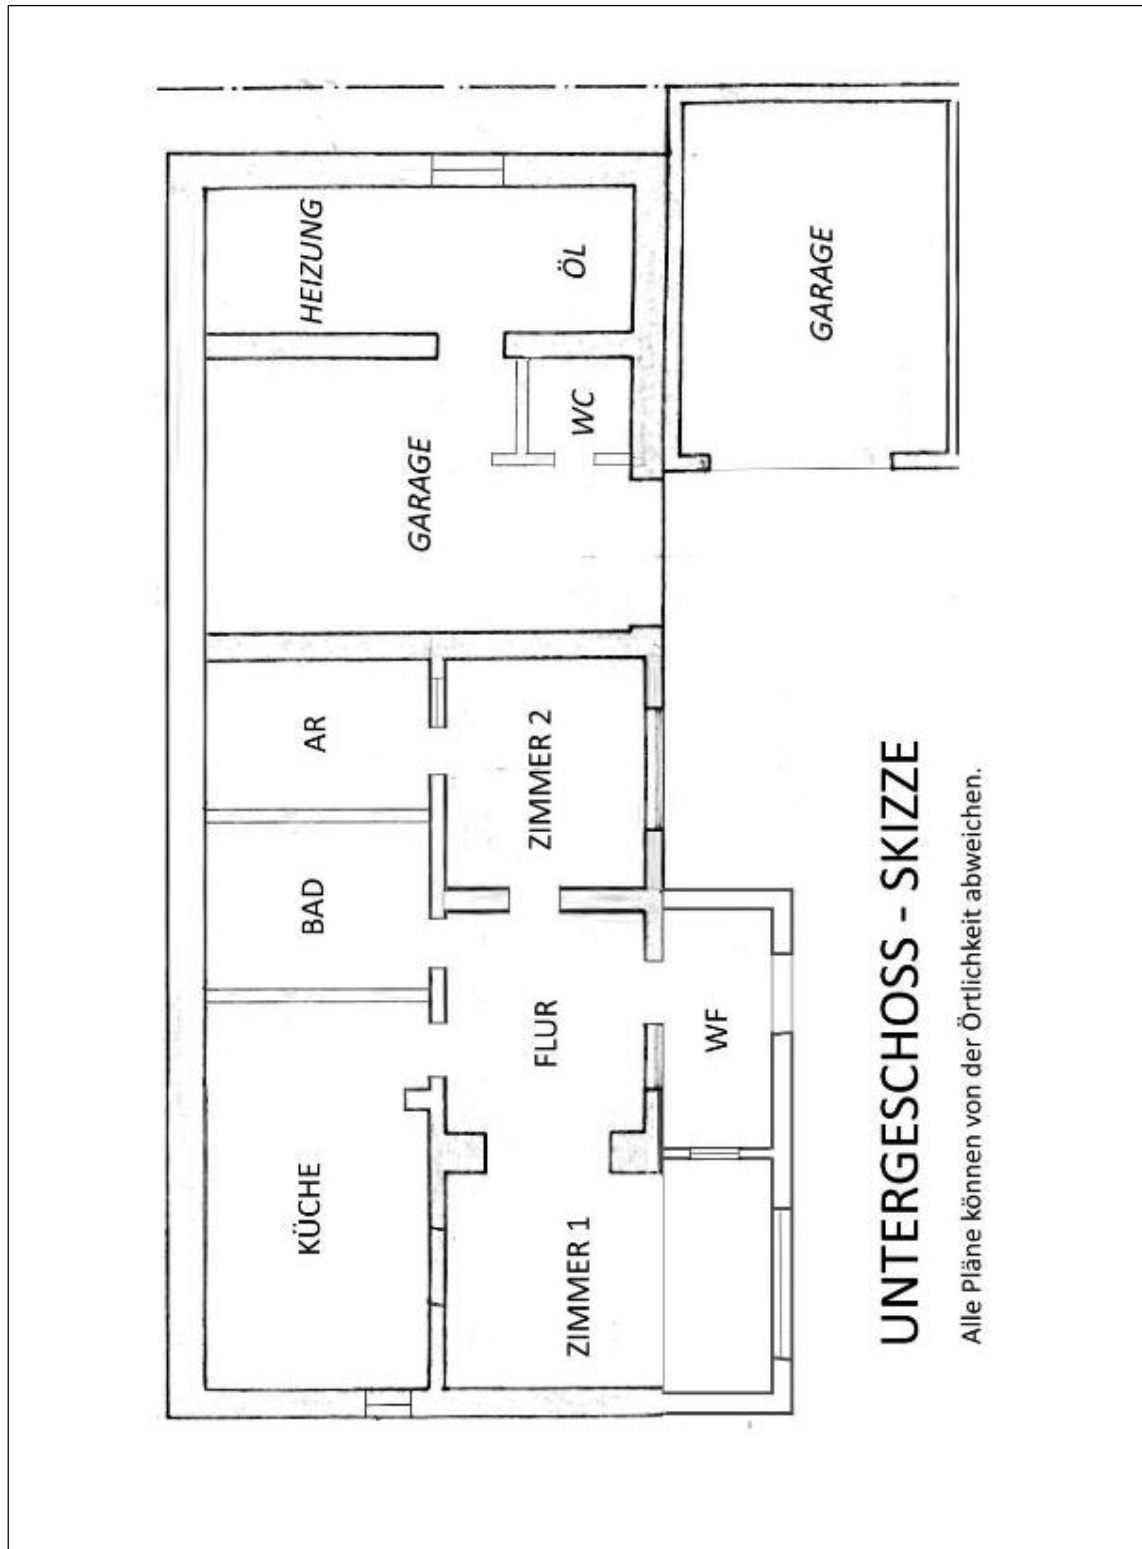 KÜCHE
BAD
AR
GARAGE
HEIZUNG
ZIMMER 1
FLUR
ZIMMER 2
WC
ÖL
WF
GARAGE
UNTERGESCHOSS - SKIZZE
Alle Pläne können von der Örtlichkeit abweichen.